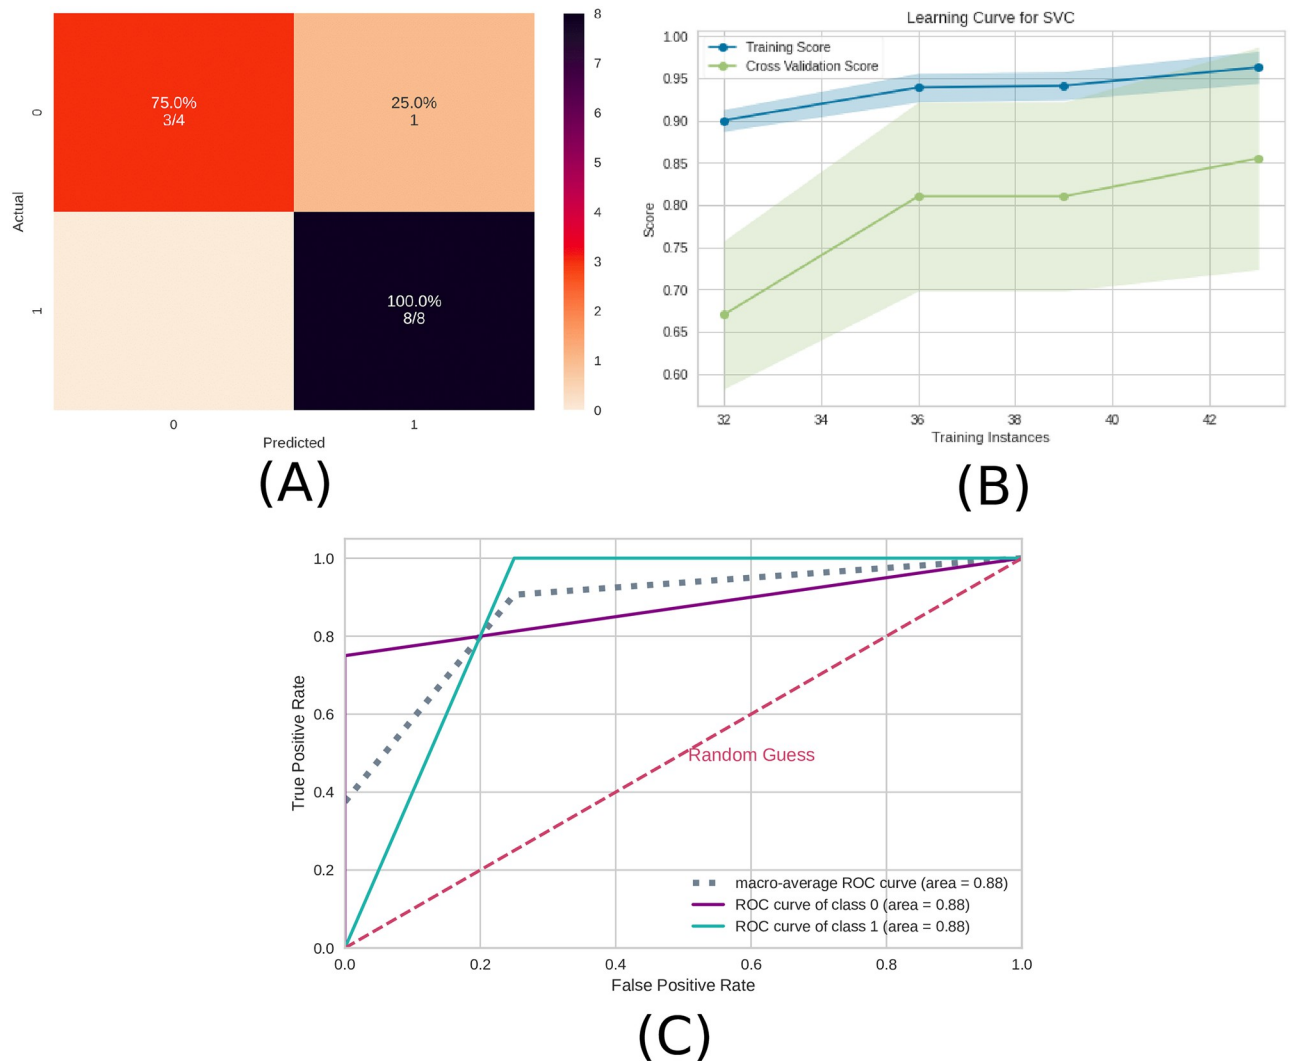 75.0%
3/4
25.0%
1
100.0%
8/8
0
1
Actual
0
1
Predicted
8
7
6
5
4
3
2
1
0
(A)
Learning Curve for SVC
Training Score
Cross Validation Score
1.00
0.95
0.90
0.85
0.80
0.75
0.70
0.65
0.60
Score
32
34
36
38
40
42
Training Instances
(B)
1.0
0.8
0.6
0.4
0.2
0.0
True Positive Rate
Random Guess
macro-average ROC curve (area = 0.88)
ROC curve of class 0 (area = 0.88)
ROC curve of class 1 (area = 0.88)
0.0
0.2
0.4
0.6
0.8
1.0
False Positive Rate
(C)